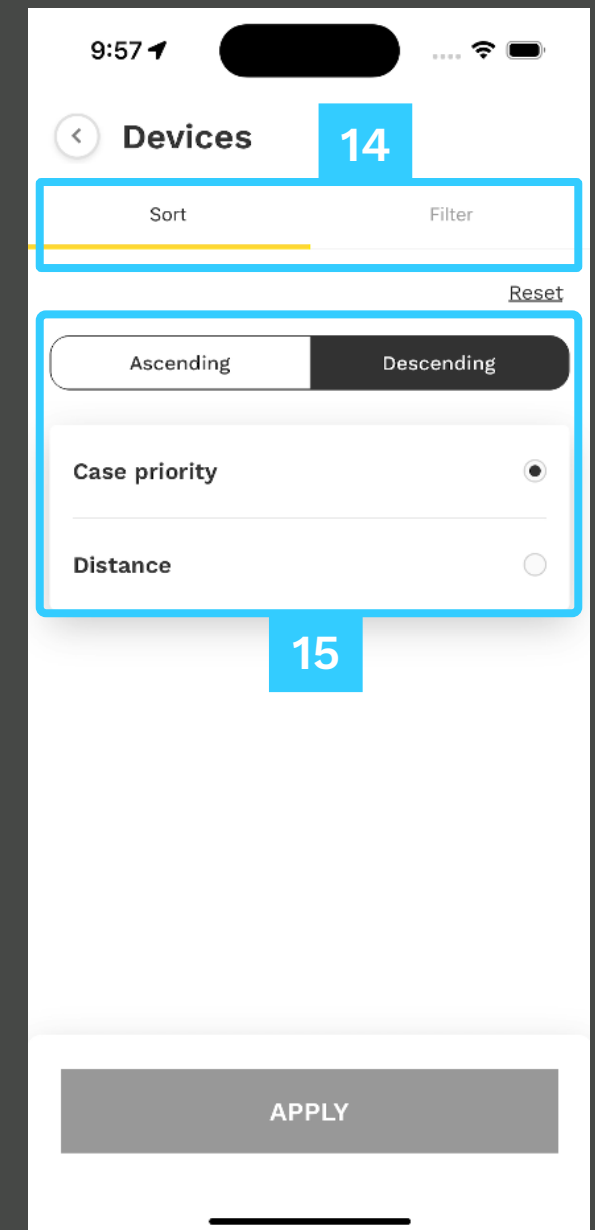 9:57
Devices
14
Sort Filter
Reset
Ascending Descending
Case priority
Distance
15
APPLY